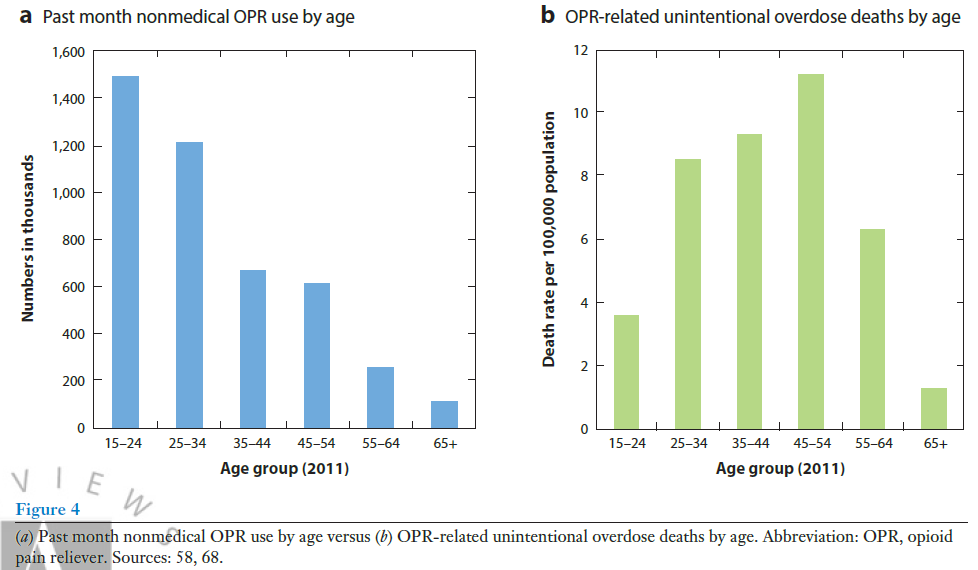 a Past month nonmedical OPR use by age
Numbers in thousands
1,600
1,400
1,200
1,000
800
600
400
200
0
15–24 25–34 35–44 45–54 55–64 65+
Age group (2011)
b OPR-related unintentional overdose deaths by age
Death rate per 100,000 population
12
10
8
6
4
2
0
15–24 25–34 35–44 45–54 55–64 65+
Age group (2011)
V I E W S
Figure 4
(a) Past month nonmedical OPR use by age versus (b) OPR-related unintentional overdose deaths by age. Abbreviation: OPR, opioid
pain reliever. Sources: 58, 68.